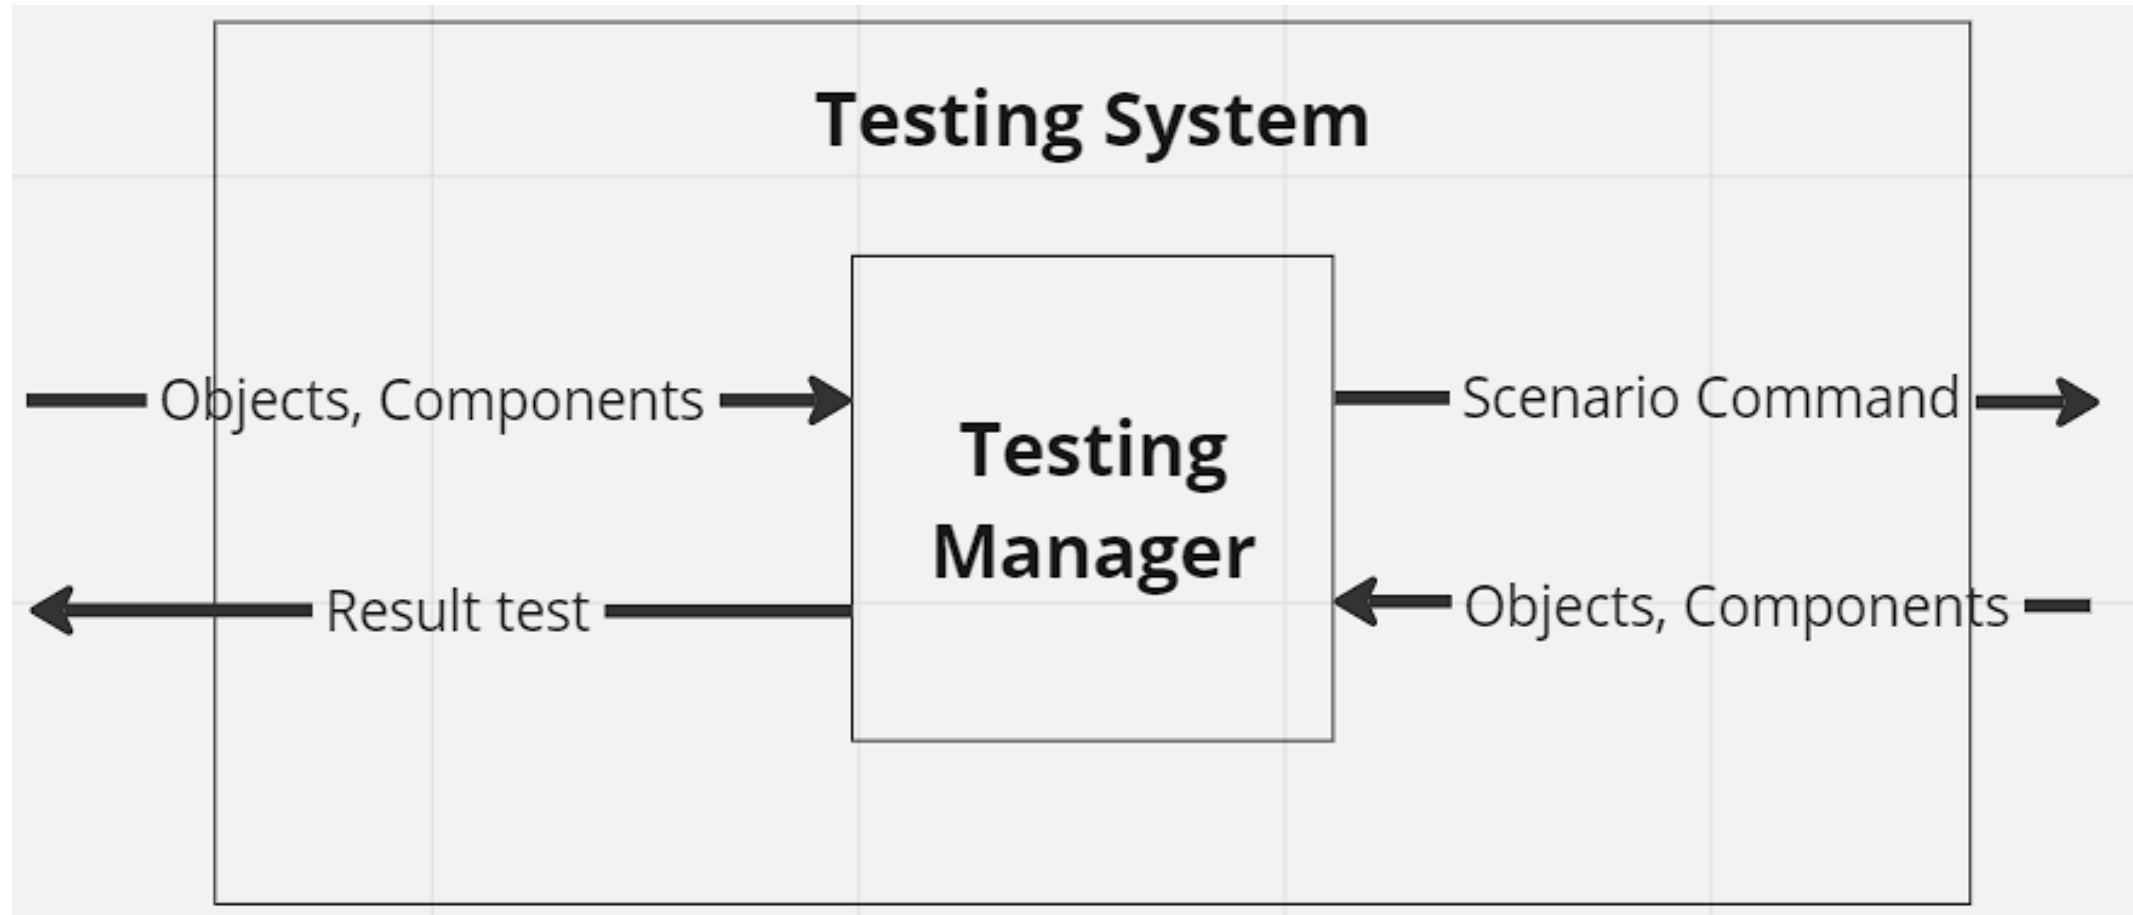 Testing System
Objects, Components
Scenario Command
Testing
Manager
Result test
Objects, Components